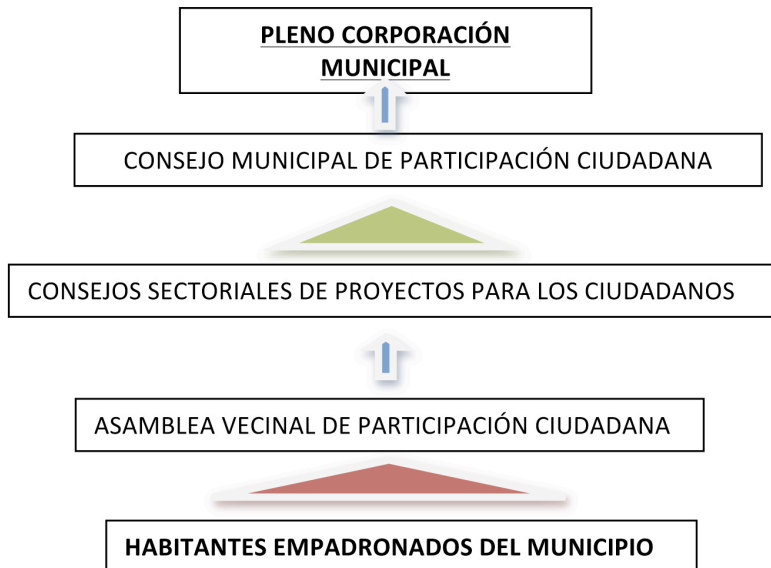 PLENO CORPORACIÓN
MUNICIPAL
CONSEJO MUNICIPAL DE PARTICIPACIÓN CIUDADANA
CONSEJOS SECTORIALES DE PROYECTOS PARA LOS CIUDADANOS
ASAMBLEA VECINAL DE PARTICIPACIÓN CIUDADANA
HABITANTES EMPADRONADOS DEL MUNICIPIO